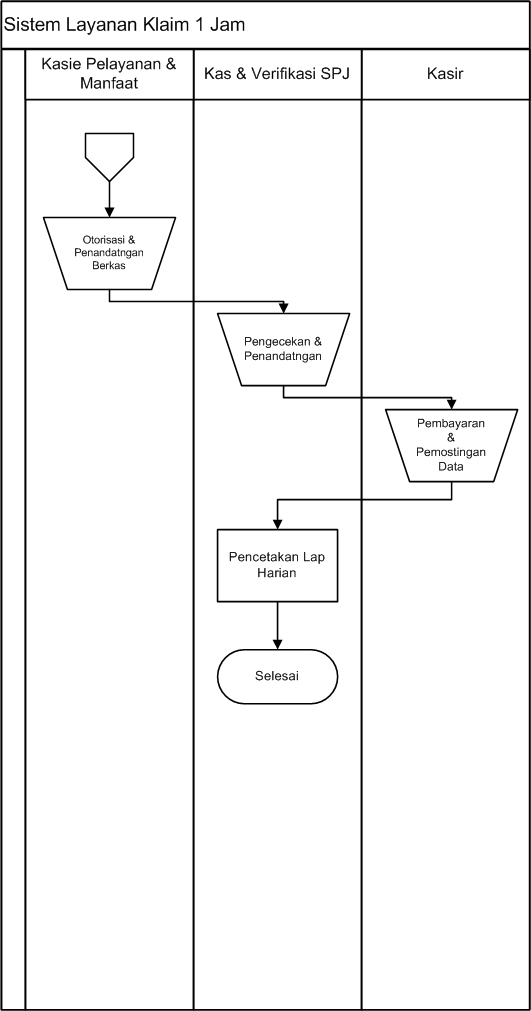 Sistem Layanan Klaim 1 Jam
Kasie Pelayanan &
Manfaat
Kas & Verifikasi SPJ
Kasir
Otorisasi &
Penandatngan
Berkas
Pengecekan &
Penandatngan
Pembayaran
&
Pemostingan
Data
Pencetakan Lap
Harian
Selesai